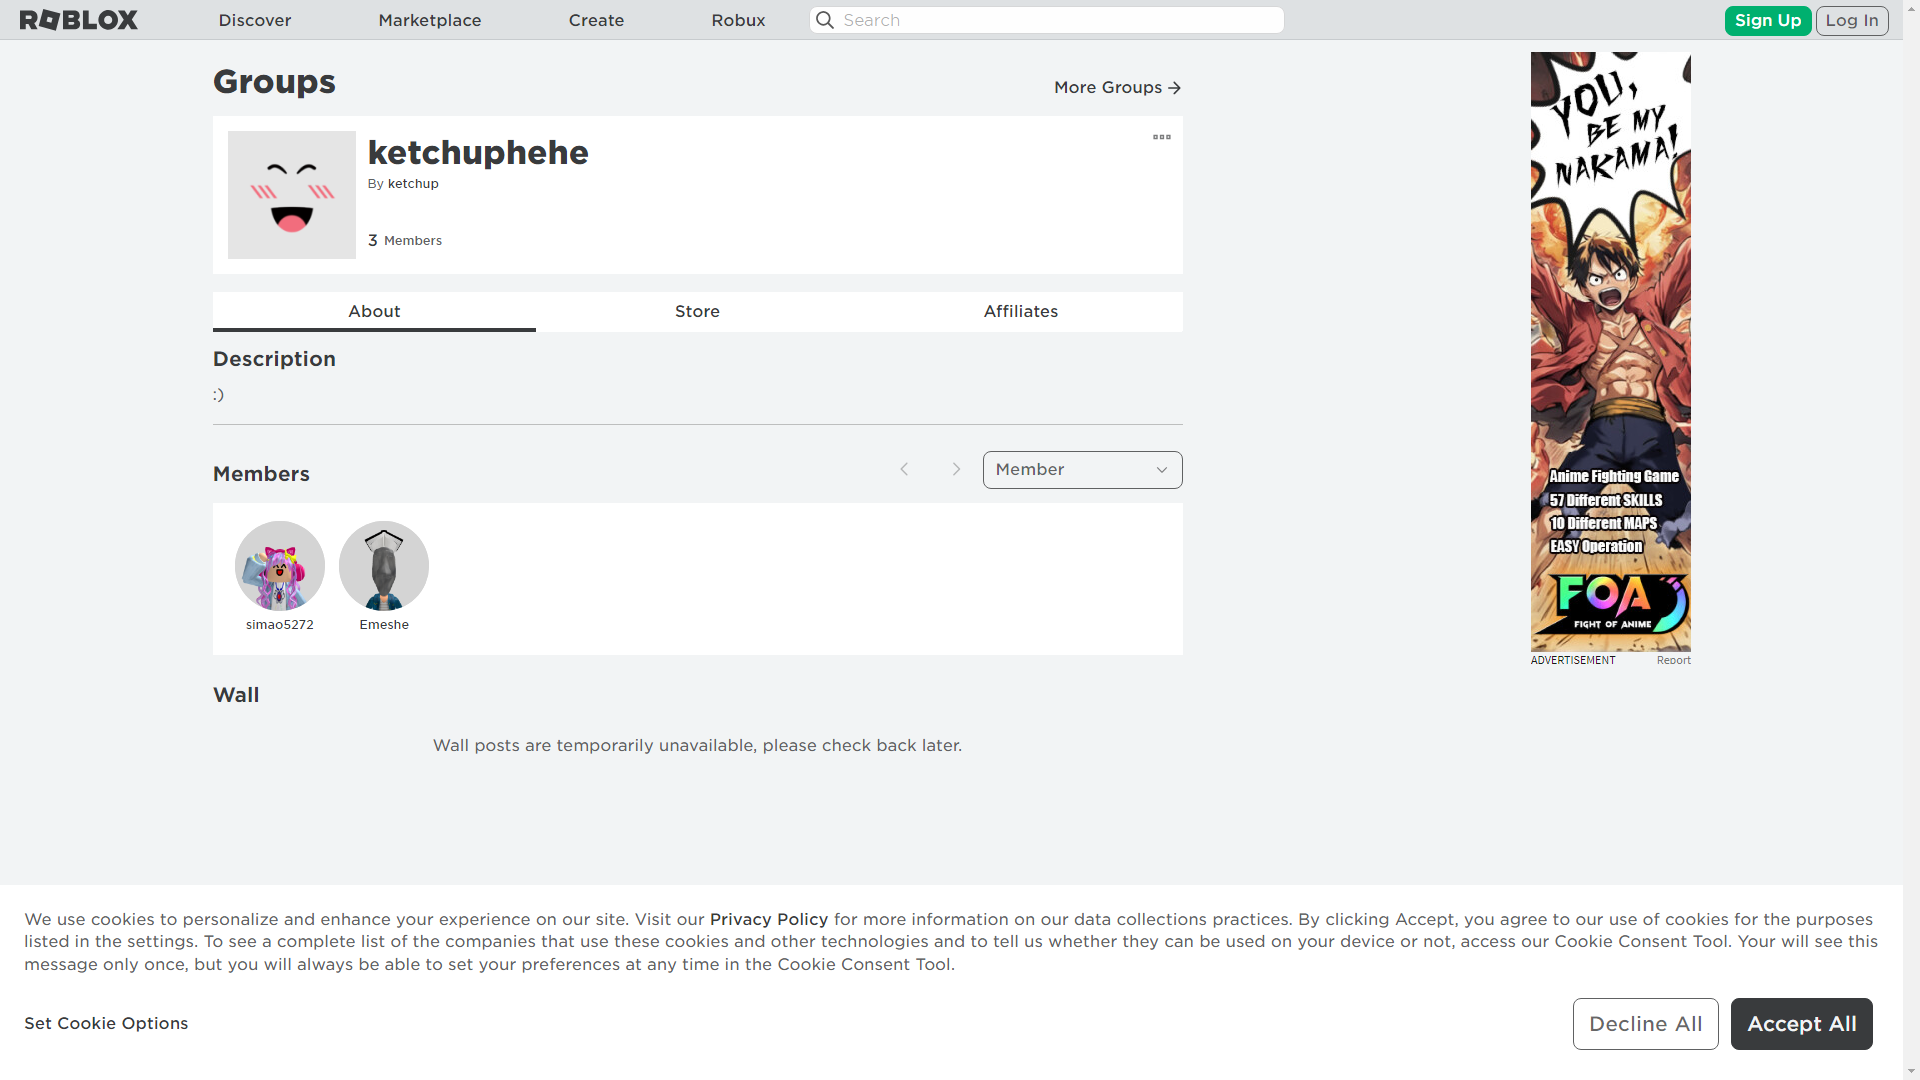 ROBLOX
Discover
Marketplace
Create
Robux
Search
Sign Up
Log In
Groups
More Groups
ketchuphehe
By ketchup
3 Members
About
Store
Affiliates
Description
:)
Members
Member
simao5272
Emeshe
Wall
Wall posts are temporarily unavailable, please check back later.
YOU,
BE MY
NAKAMA!
Anime Fighting Game
57 Different SKILLS
10 Different MAPS
EASY Operation
FOA
FIGHT OF ANIME
ADVERTISEMENT
Report
We use cookies to personalize and enhance your experience on our site. Visit our Privacy Policy for more information on our data collections practices. By clicking Accept, you agree to our use of cookies for the purposes
listed in the settings. To see a complete list of the companies that use these cookies and other technologies and to tell us whether they can be used on your device or not, access our Cookie Consent Tool. Your will see this
message only once, but you will always be able to set your preferences at any time in the Cookie Consent Tool.
Set Cookie Options
Decline All
Accept All